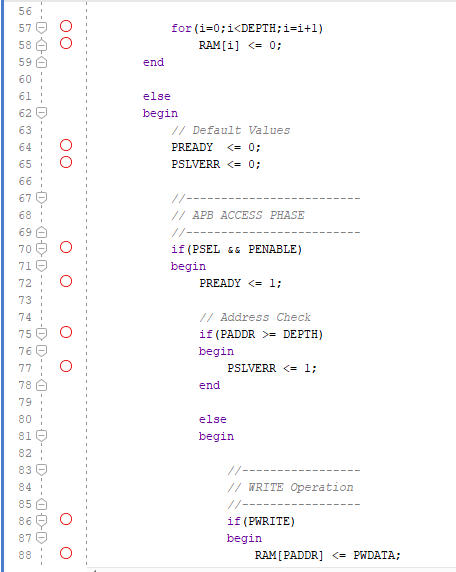 56
57 for(i=0;i<DEPTH;i=i+1)
58 RAM[i] <= 0;
59 end
60
61 else
62 begin
63 // Default Values
64 PREADY  <= 0;
65 PSLVERR <= 0;
66
67 //-------------------------
68 // APB ACCESS PHASE
69 //-------------------------
70 if(PSEL && PENABLE)
71 begin
72 PREADY <= 1;
73
74 // Address Check
75 if(PADDR >= DEPTH)
76 begin
77 PSLVERR <= 1;
78 end
79
80 else
81 begin
82
83 //-----------------
84 // WRITE Operation
85 //-----------------
86 if(PWRITE)
87 begin
88 RAM[PADDR] <= PWDATA;